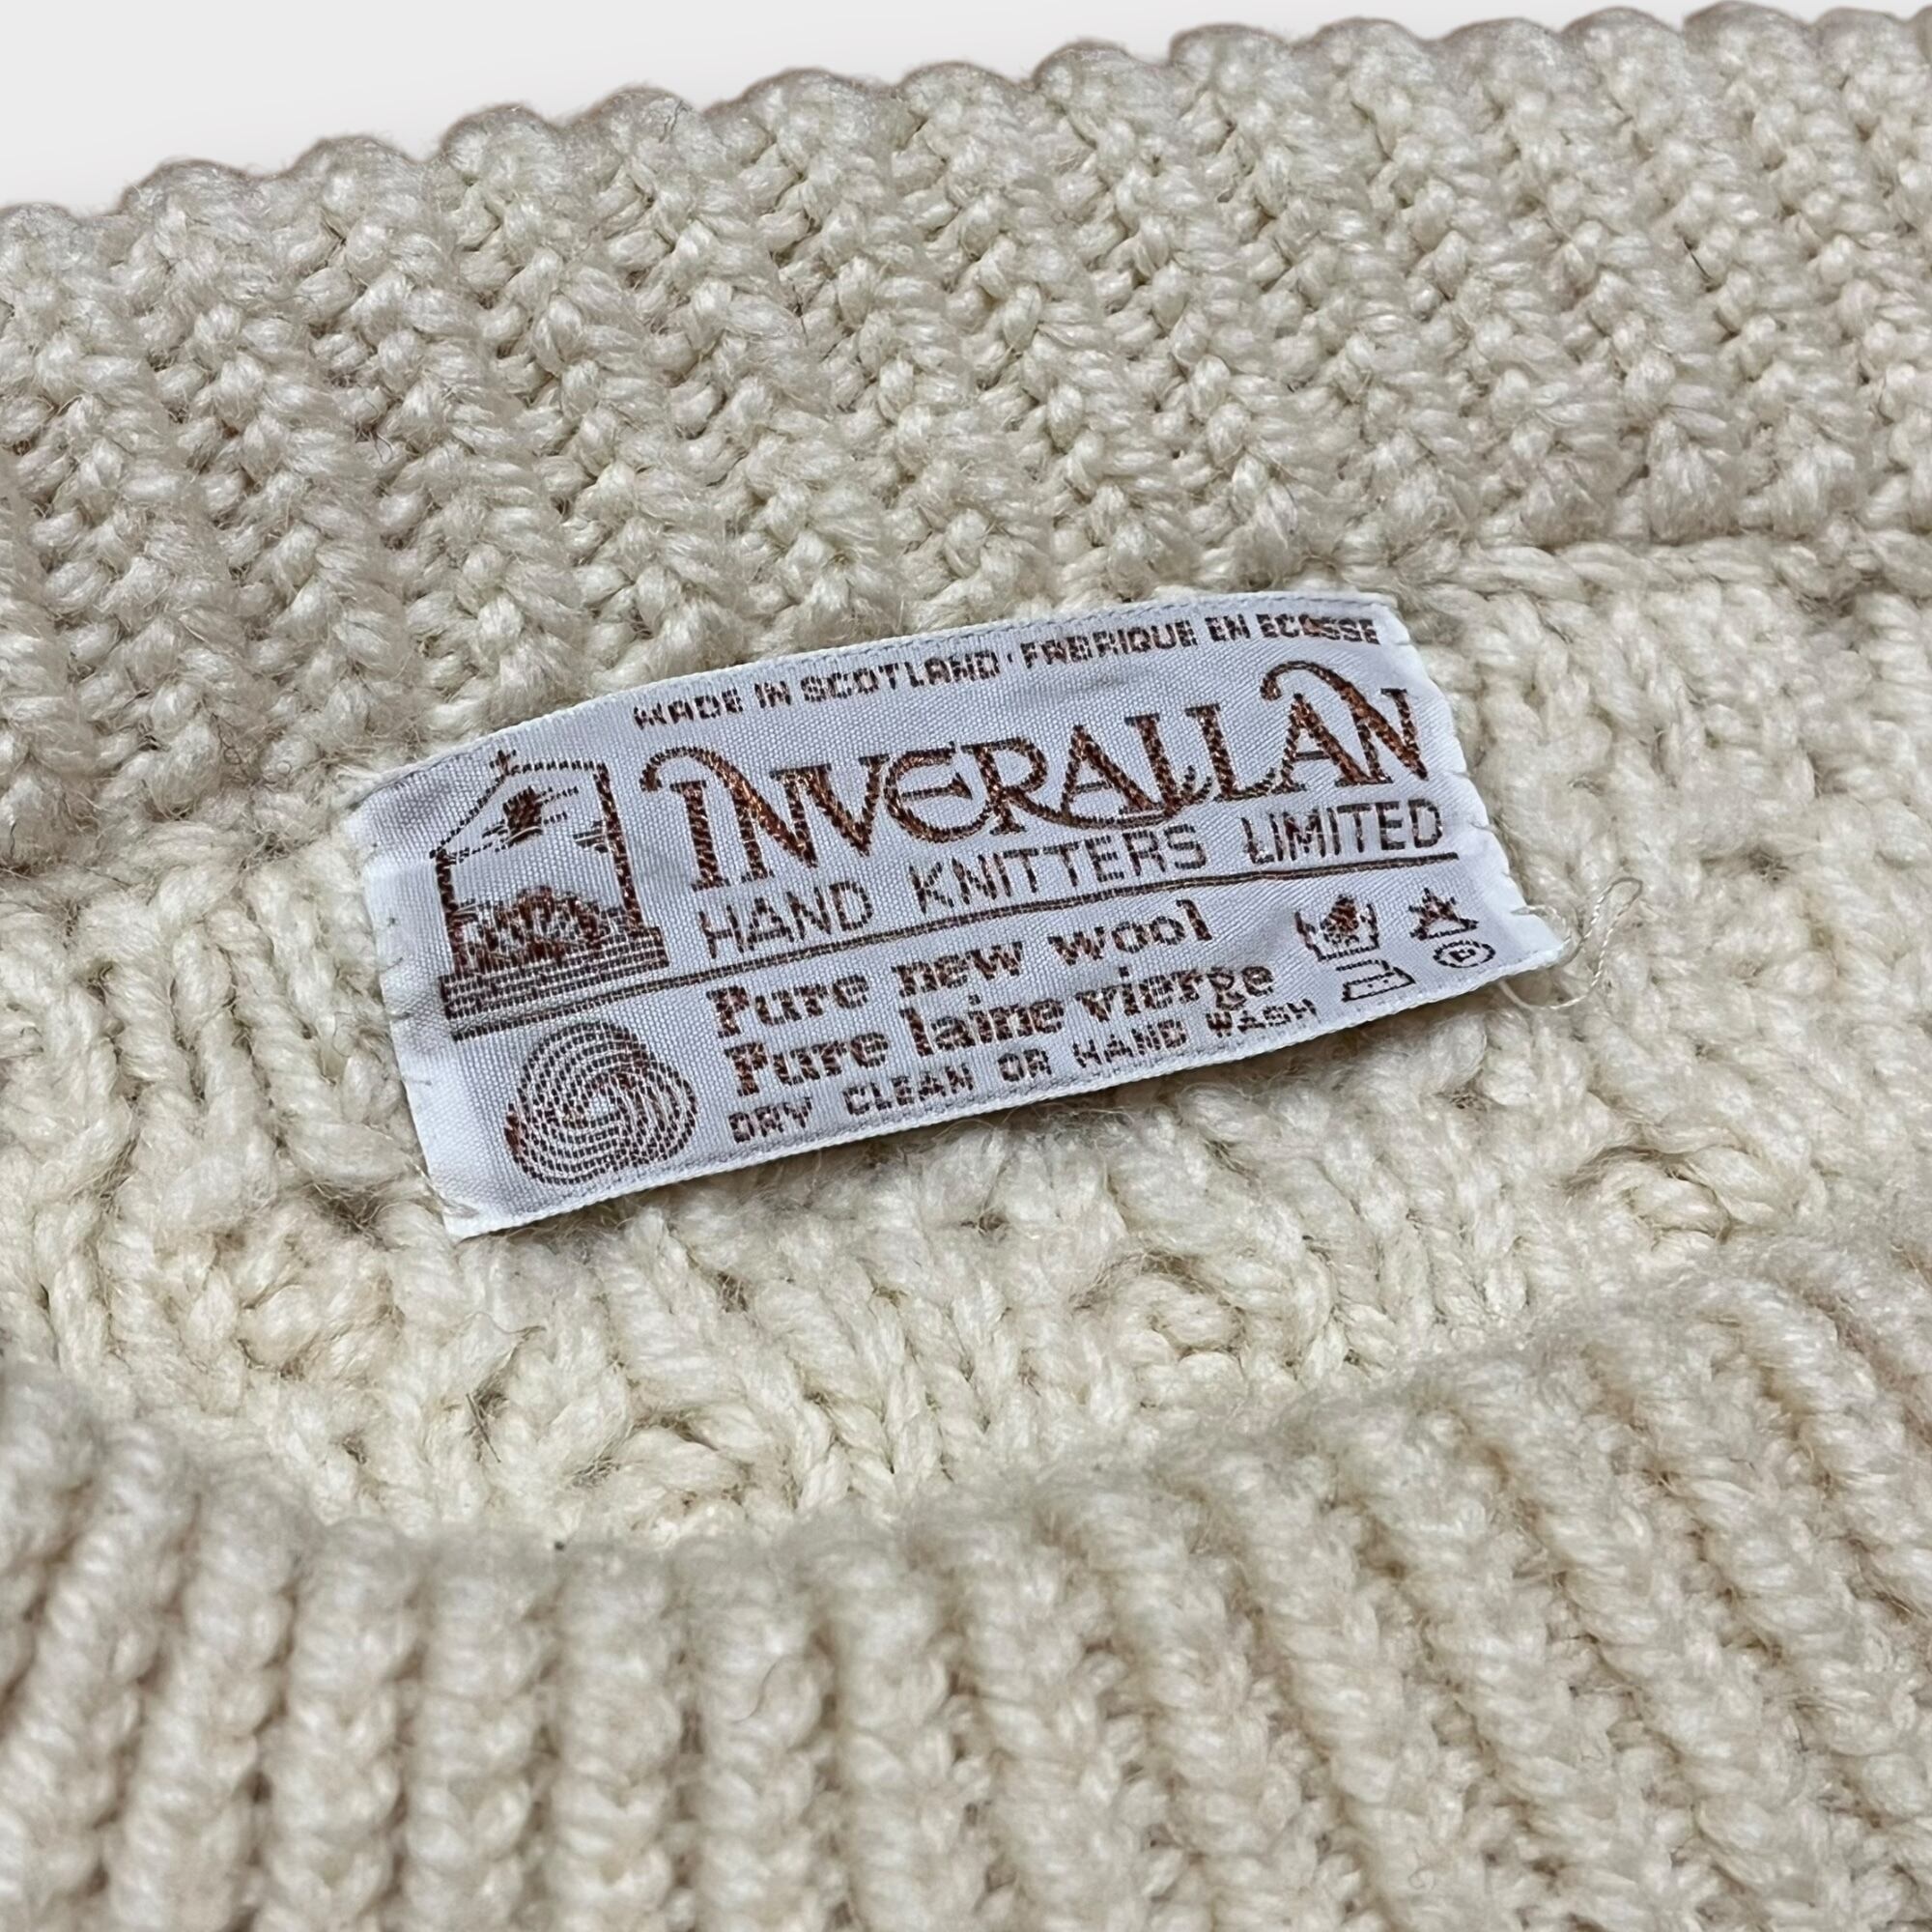 MADE IN SCOTLAND · FABRIQUE EN ECOSSE
INVERALLAN
HAND KNITTERS LIMITED
Pure new wool
Pure laine vierge
DRY CLEAN OR HAND WASH